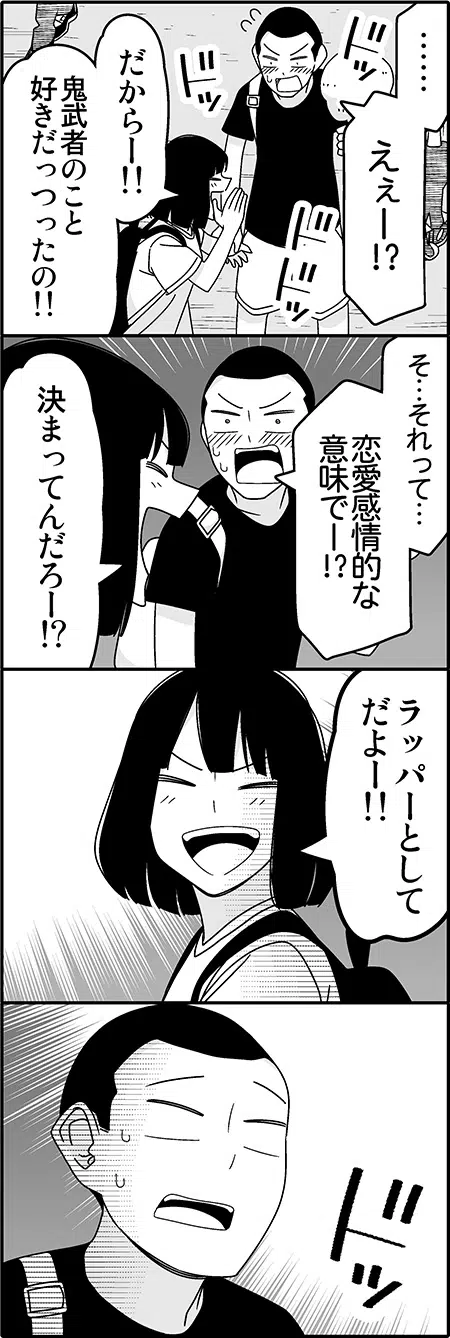 ……
えぇー!?
ドッ
ドッ
ドッ
ドッ
だからー!!
鬼武者のこと
好きだっつったの!!
そ…それって…
恋愛感情的な
意味でー!?
決まってんだろー!?
ラッパーとして
だよー!!
ドッ